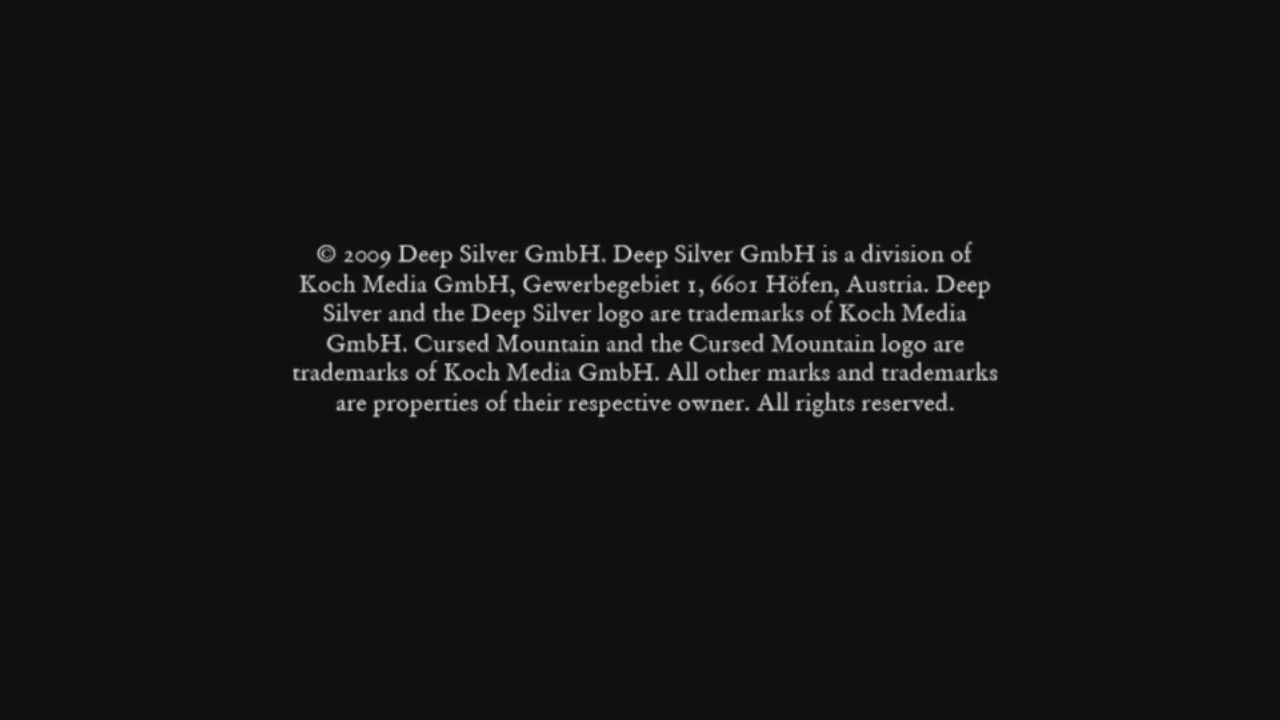 © 2009 Deep Silver GmbH. Deep Silver GmbH is a division of
Koch Media GmbH, Gewerbegebiet 1, 6601 Höfen, Austria. Deep
Silver and the Deep Silver logo are trademarks of Koch Media
GmbH. Cursed Mountain and the Cursed Mountain logo are
trademarks of Koch Media GmbH. All other marks and trademarks
are properties of their respective owner. All rights reserved.